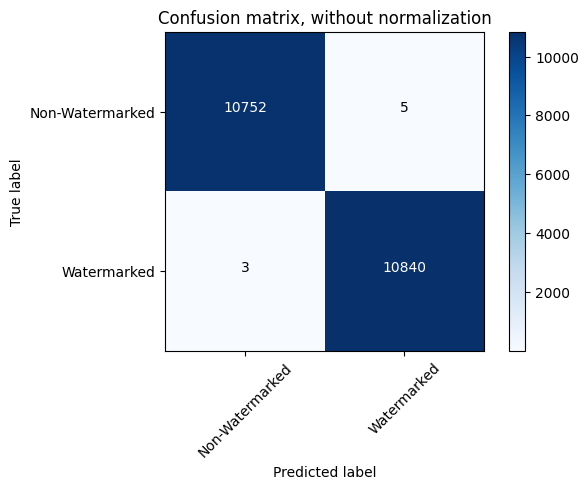 Confusion matrix, without normalization
True label
Non-Watermarked
10752
5
Watermarked
3
10840
10000
8000
6000
4000
2000
Non-Watermarked
Watermarked
Predicted label